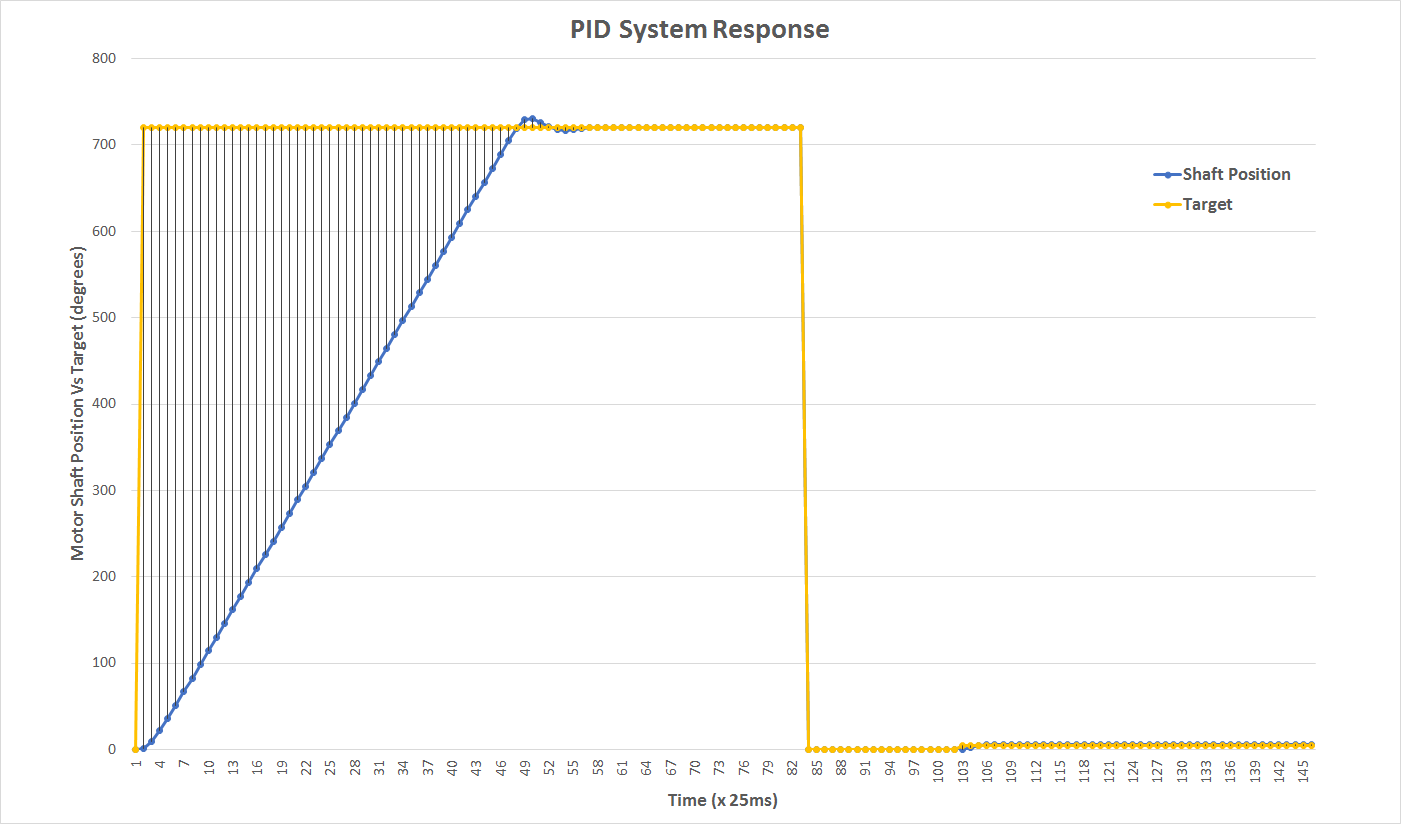 PID System Response
800
700
600
500
400
300
200
100
0
Motor Shaft Position Vs Target (degrees)
Shaft Position
Target
1 4 7 10 13 16 19 22 25 28 31 34 37 40 43 46 49 52 55 58 61 64 67 70 73 76 79 82 85 88 91 94 97 100 103 106 109 112 115 118 121 124 127 130 133 136 139 142 145
Time (x 25ms)